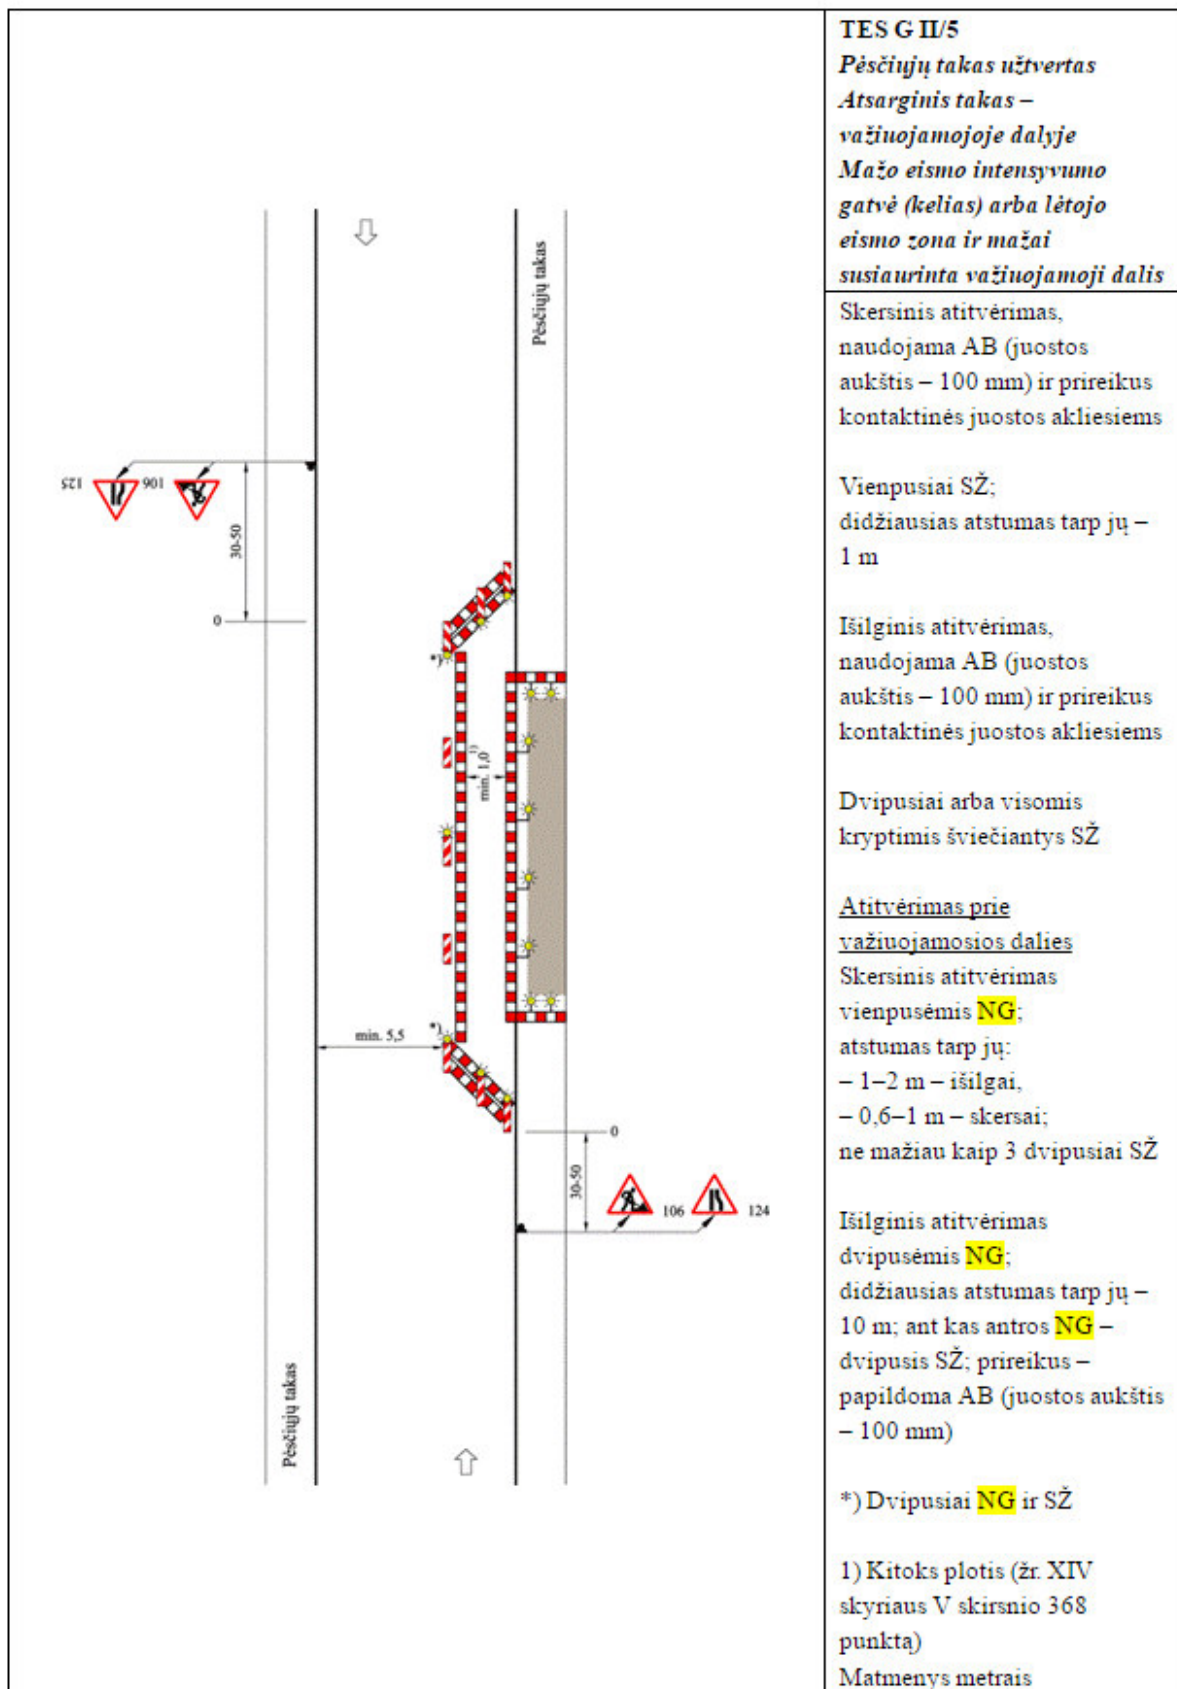 TES G II/5
Pėsčiųjų takas užtvertas
Atsarginis takas –
važiuojamojoje dalyje
Mažo eismo intensyvumo
gatvė (kelias) arba lėtojo
eismo zona ir mažai
susiaurinta važiuojamoji dalis
Skersinis atitvėrimas,
naudojama AB (juostos
aukštis – 100 mm) ir prireikus
kontaktinės juostos akliesiems
Vienpusiai SŽ;
didžiausias atstumas tarp jų –
1 m
Išilginis atitvėrimas,
naudojama AB (juostos
aukštis – 100 mm) ir prireikus
kontaktinės juostos akliesiems
Dvipusiai arba visomis
kryptimis šviečiantys SŽ
Atitvėrimas prie
važiuojamosios dalies
Skersinis atitvėrimas
vienpusėmis NG;
atstumas tarp jų:
– 1–2 m – išilgai,
– 0,6–1 m – skersai;
ne mažiau kaip 3 dvipusiai SŽ
Išilginis atitvėrimas
dvipusėmis NG;
didžiausias atstumas tarp jų –
10 m; ant kas antros NG –
dvipusis SŽ; prireikus –
papildoma AB (juostos aukštis
– 100 mm)
*) Dvipusiai NG ir SŽ
1) Kitoks plotis (žr. XIV
skyriaus V skirsnio 368
punktą)
Matmenys metrais
Pėsčiųjų takas
125
106
30-50
0
*)
1)
min. 1,0
*)
min. 5,5
0
30-50
106
124
Pėsčiųjų takas